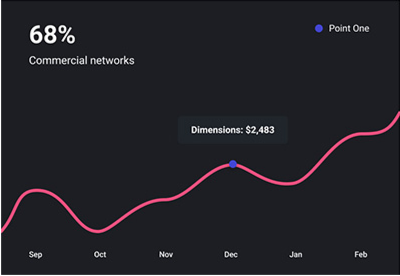 68%
Point One
Commercial networks
Dimensions: $2,483
Sep Oct Nov Dec Jan Feb